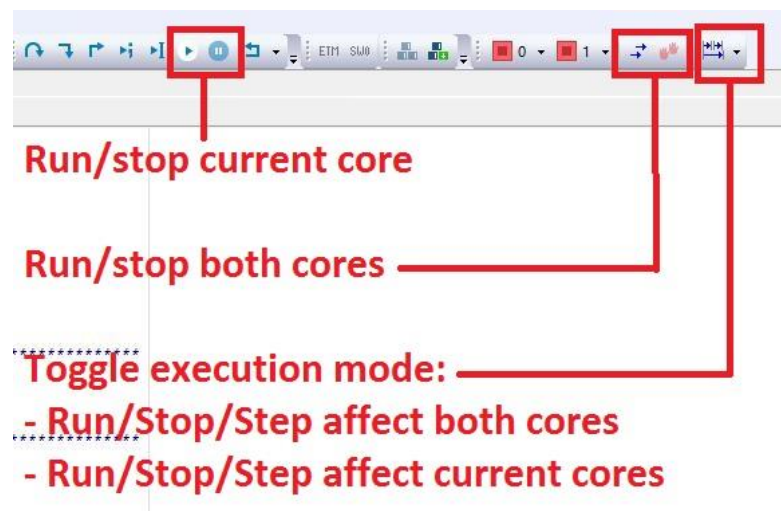 ETM SWO 0 1
Run/stop current core
Run/stop both cores
Toggle execution mode:
- Run/Stop/Step affect both cores
- Run/Stop/Step affect current cores